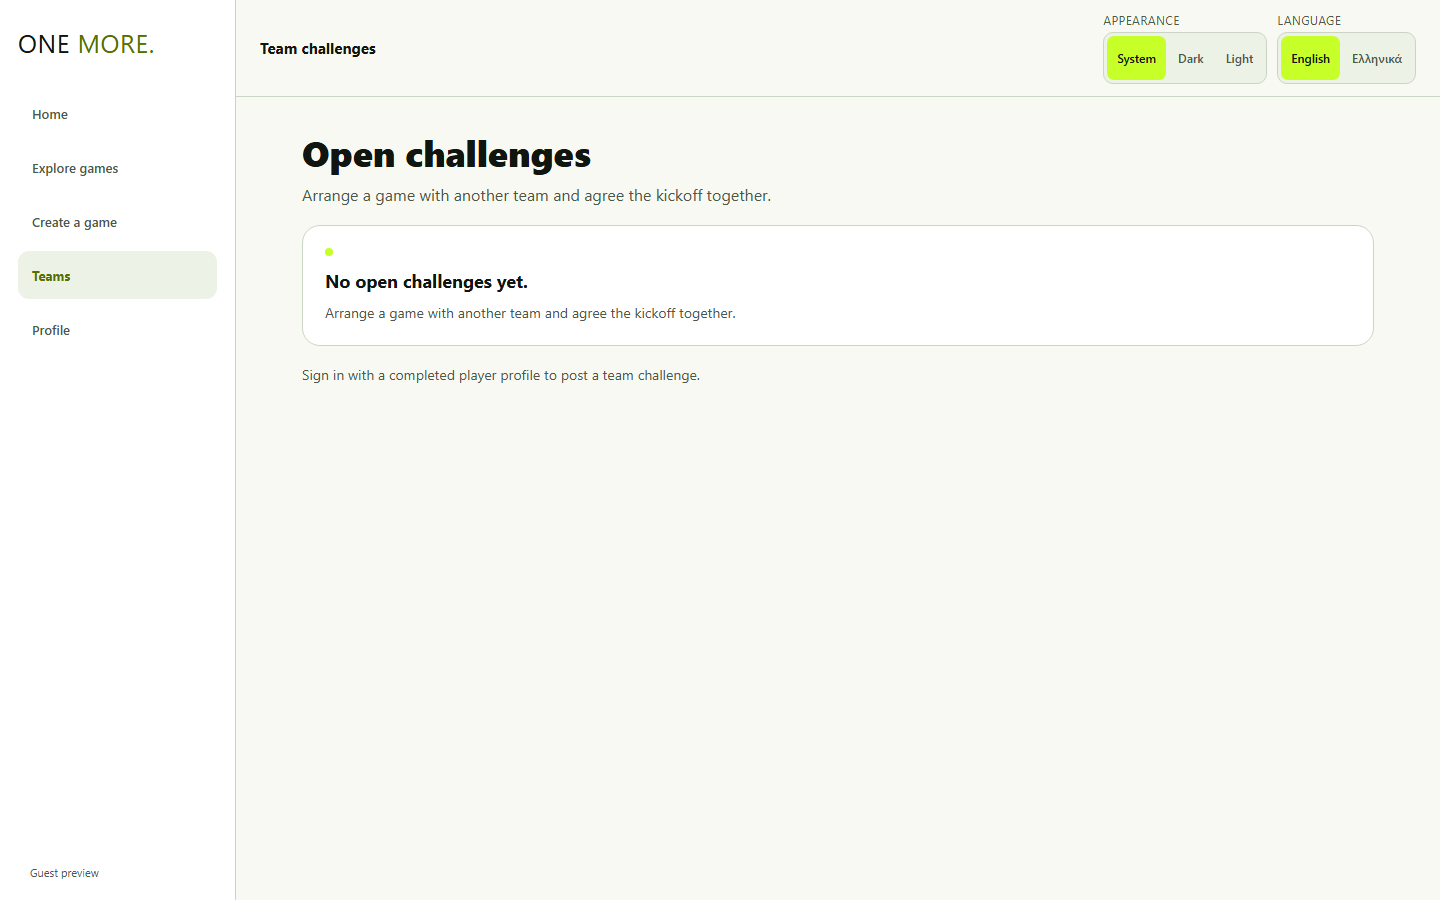 ONE MORE.
Home
Explore games
Create a game
Teams
Profile
Guest preview
Team challenges
APPEARANCE
System Dark Light
LANGUAGE
English Ελληνικά
Open challenges
Arrange a game with another team and agree the kickoff together.
No open challenges yet.
Arrange a game with another team and agree the kickoff together.
Sign in with a completed player profile to post a team challenge.